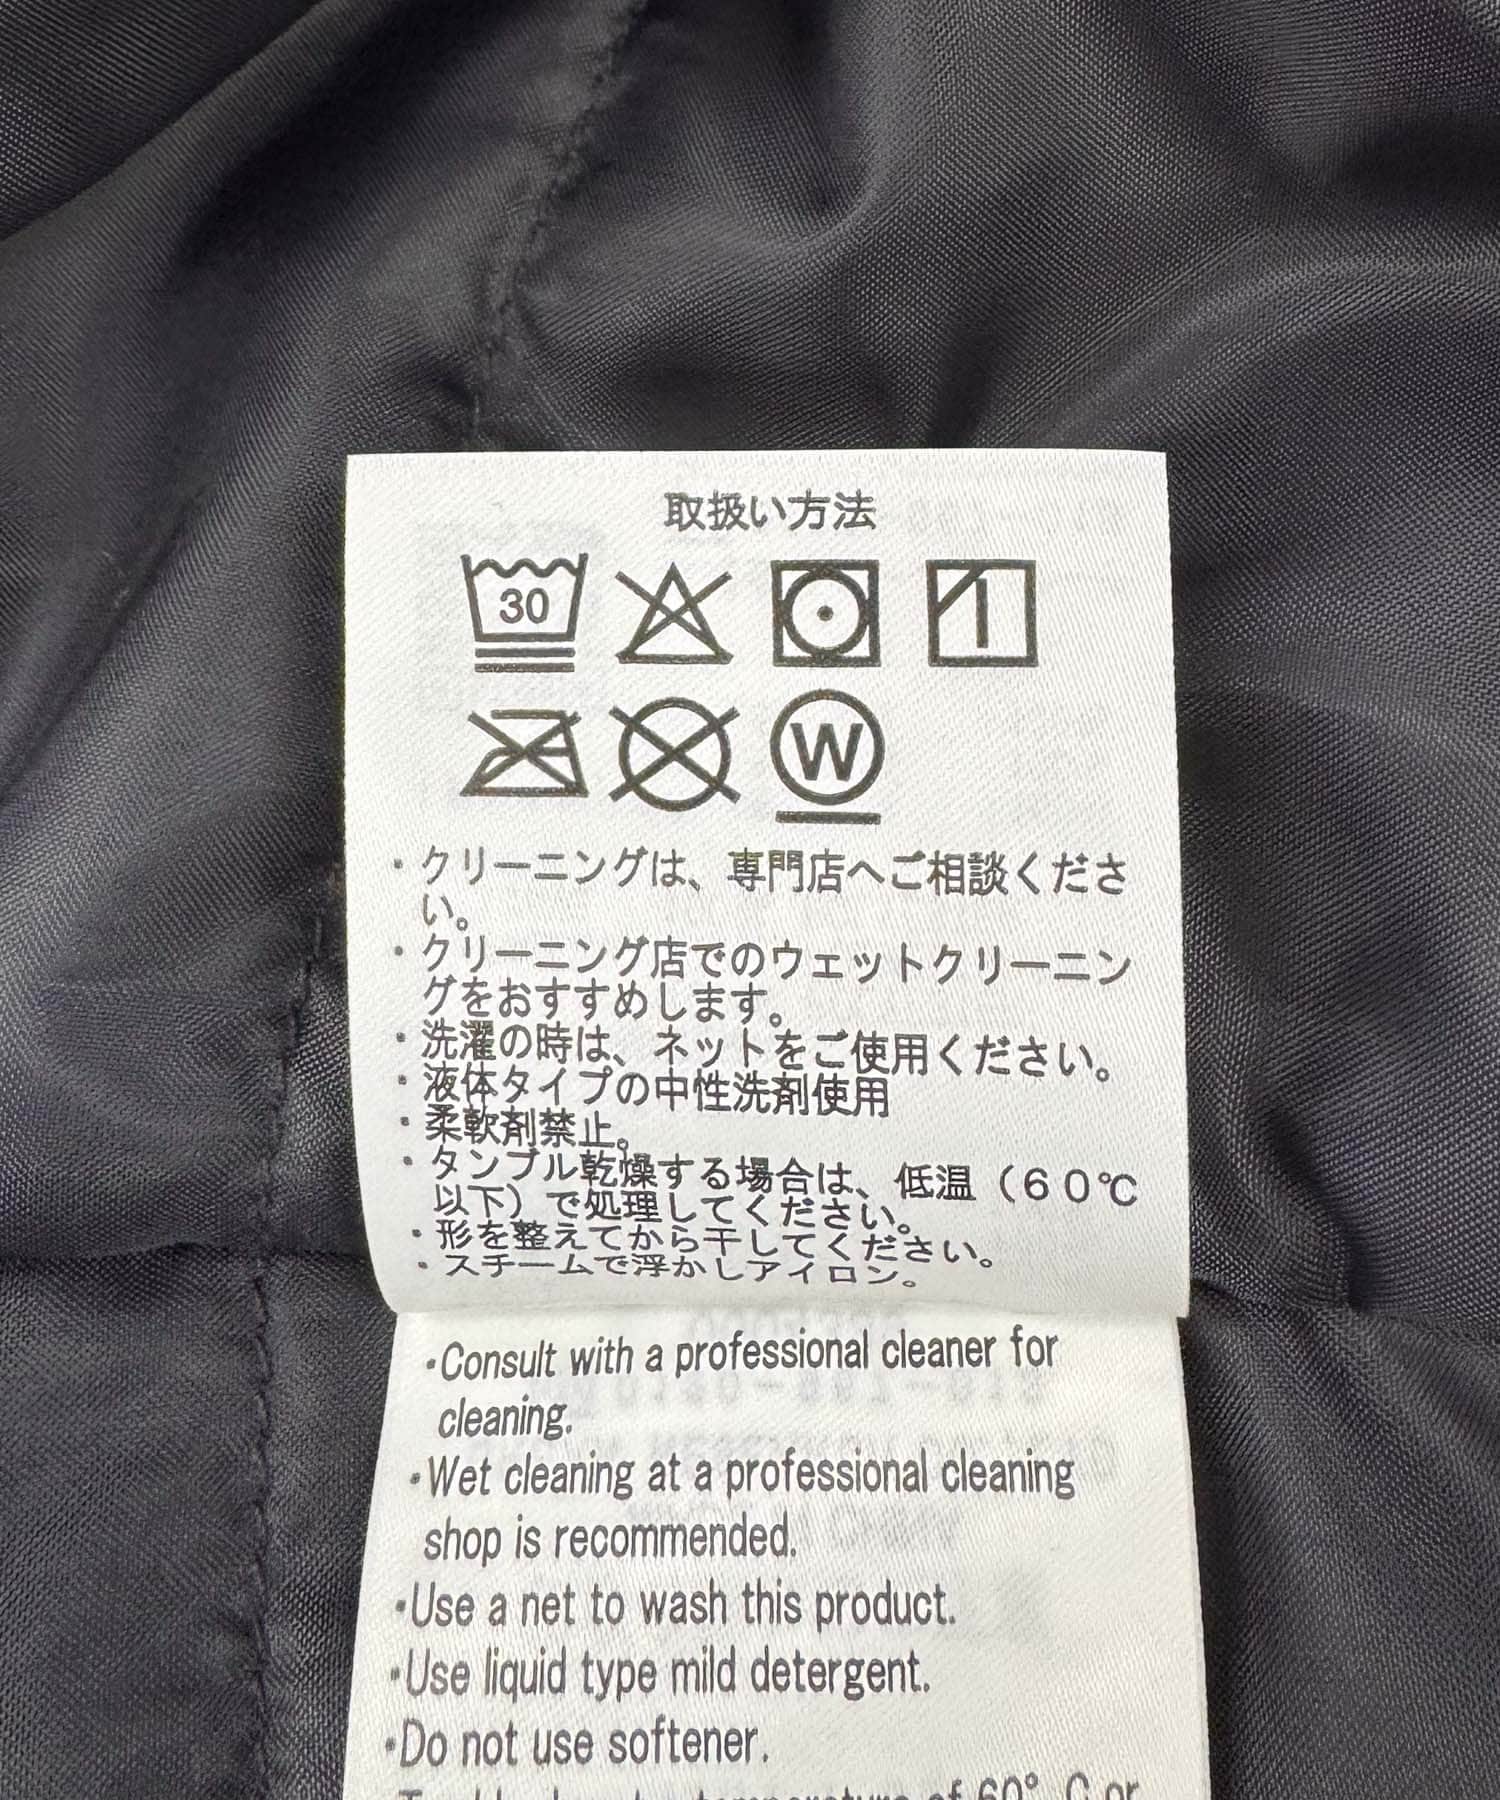 取扱い方法
30
W
・クリーニングは、専門店へご相談くださ
い。
・クリーニング店でのウェットクリーニン
グをおすすめします。
・洗濯の時は、ネットをご使用ください。
・液体タイプの中性洗剤使用
・柔軟剤禁止。
・タンブル乾燥する場合は、低温（６０℃
以下）で処理してください。
・形を整えてから干してください。
・スチームで浮かしアイロン。
・Consult with a professional cleaner for
cleaning.
・Wet cleaning at a professional cleaning
shop is recommended.
・Use a net to wash this product.
・Use liquid type mild detergent.
・Do not use softener.
temperature of 60° C or